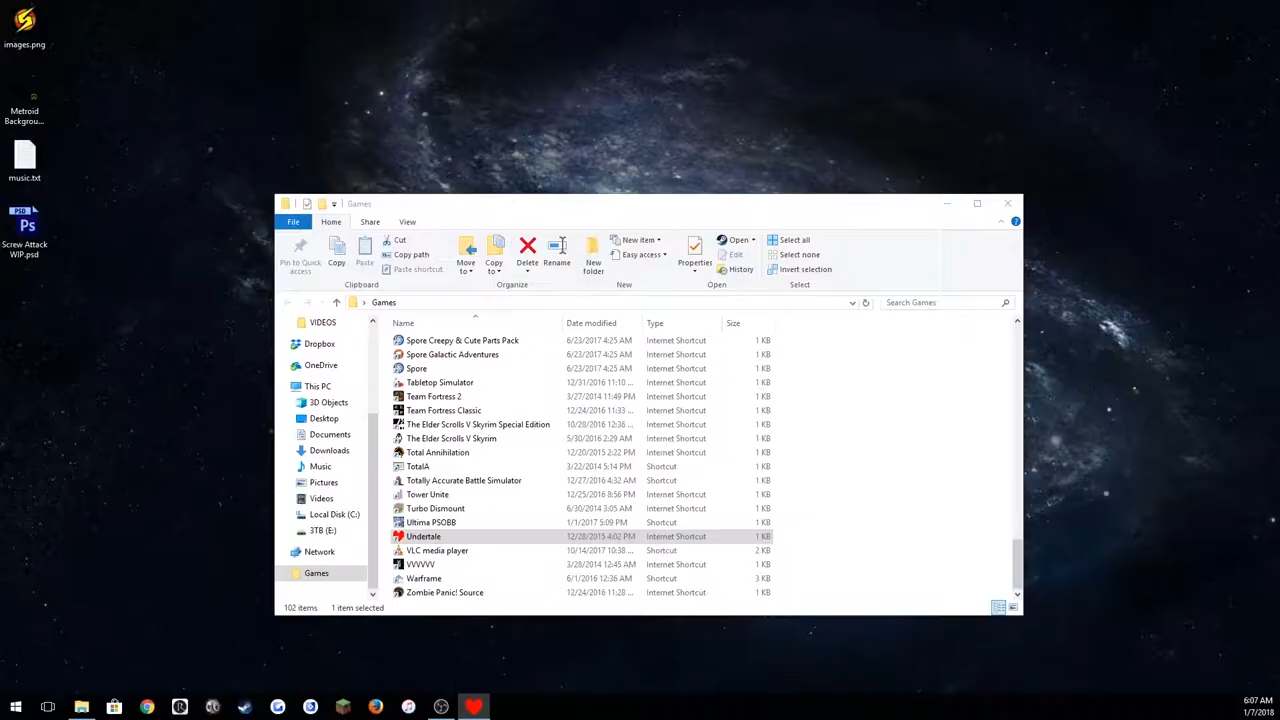 images.png
Metroid
Backgrou...
music.txt
PSD
Ps
Screw Attack
WIP.psd
Games
File Home Share View
Pin to Quick
access
Copy
Paste
Cut
Copy path
Paste shortcut
Move
to
Copy
to
Delete
Rename
New
folder
New item
Easy access
Properties
Open
Edit
History
Select all
Select none
Invert selection
Clipboard Organize New Open Select
Games
Search Games
VIDEOS
Dropbox
OneDrive
This PC
3D Objects
Desktop
Documents
Downloads
Music
Pictures
Videos
Local Disk (C:)
3TB (E:)
Network
Games
Name Date modified Type Size
Spore Creepy & Cute Parts Pack 6/23/2017 4:25 AM Internet Shortcut 1 KB
Spore Galactic Adventures 6/23/2017 4:25 AM Internet Shortcut 1 KB
Spore 6/23/2017 4:25 AM Internet Shortcut 1 KB
Tabletop Simulator 12/31/2016 11:10 ... Internet Shortcut 1 KB
Team Fortress 2 3/27/2014 11:49 PM Internet Shortcut 1 KB
Team Fortress Classic 12/24/2016 11:33 ... Internet Shortcut 1 KB
The Elder Scrolls V Skyrim Special Edition 10/28/2016 12:36 ... Internet Shortcut 1 KB
The Elder Scrolls V Skyrim 5/30/2016 2:29 AM Internet Shortcut 1 KB
Total Annihilation 12/20/2015 2:22 PM Internet Shortcut 1 KB
TotalA 3/22/2014 5:14 PM Shortcut 1 KB
Totally Accurate Battle Simulator 12/27/2016 4:32 AM Shortcut 1 KB
Tower Unite 12/25/2016 8:56 PM Internet Shortcut 1 KB
Turbo Dismount 6/30/2014 3:05 AM Internet Shortcut 1 KB
Ultima PSOBB 1/1/2017 5:09 PM Shortcut 1 KB
Undertale 12/28/2015 4:02 PM Internet Shortcut 1 KB
VLC media player 10/14/2017 10:38 ... Shortcut 2 KB
VVVVVV 3/28/2014 12:45 AM Internet Shortcut 1 KB
Warframe 6/1/2016 12:36 AM Shortcut 3 KB
Zombie Panic! Source 12/24/2016 11:28 ... Internet Shortcut 1 KB
102 items 1 item selected
6:07 AM
1/7/2018